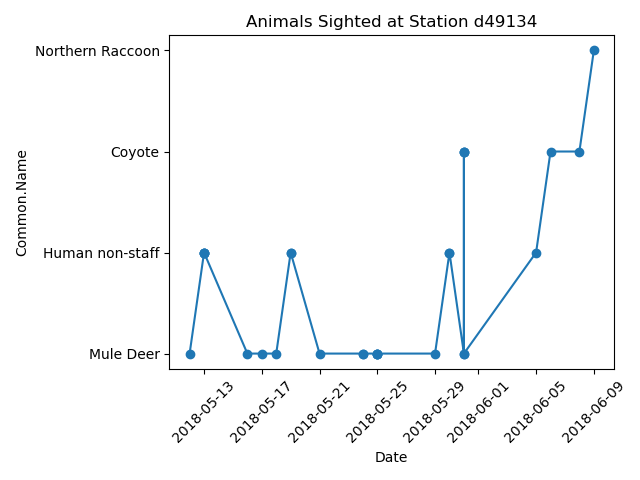 Animals Sighted at Station d49134
Northern Raccoon
Coyote
Human non-staff
Mule Deer
Common.Name
2018-05-13
2018-05-17
2018-05-21
2018-05-25
2018-05-29
2018-06-01
2018-06-05
2018-06-09
Date